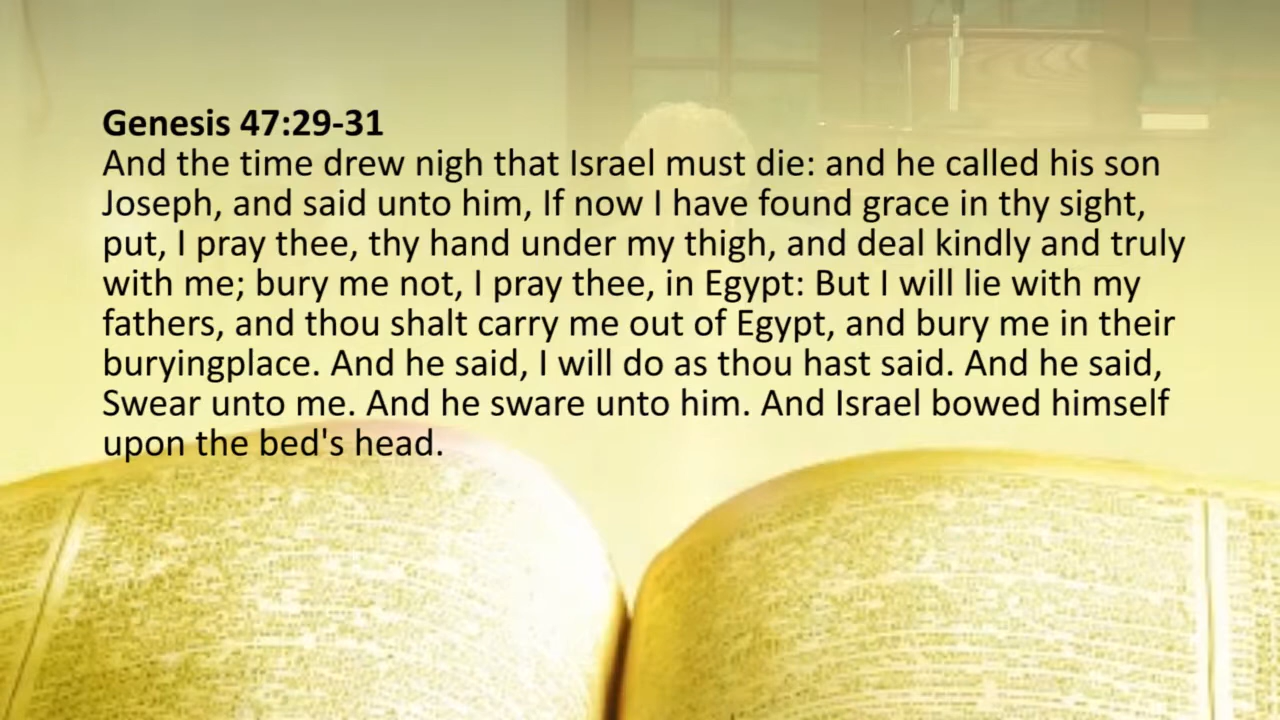 Genesis 47:29-31
And the time drew nigh that Israel must die: and he called his son
Joseph, and said unto him, If now I have found grace in thy sight,
put, I pray thee, thy hand under my thigh, and deal kindly and truly
with me; bury me not, I pray thee, in Egypt: But I will lie with my
fathers, and thou shalt carry me out of Egypt, and bury me in their
buryingplace. And he said, I will do as thou hast said. And he said,
Swear unto me. And he sware unto him. And Israel bowed himself
upon the bed's head.